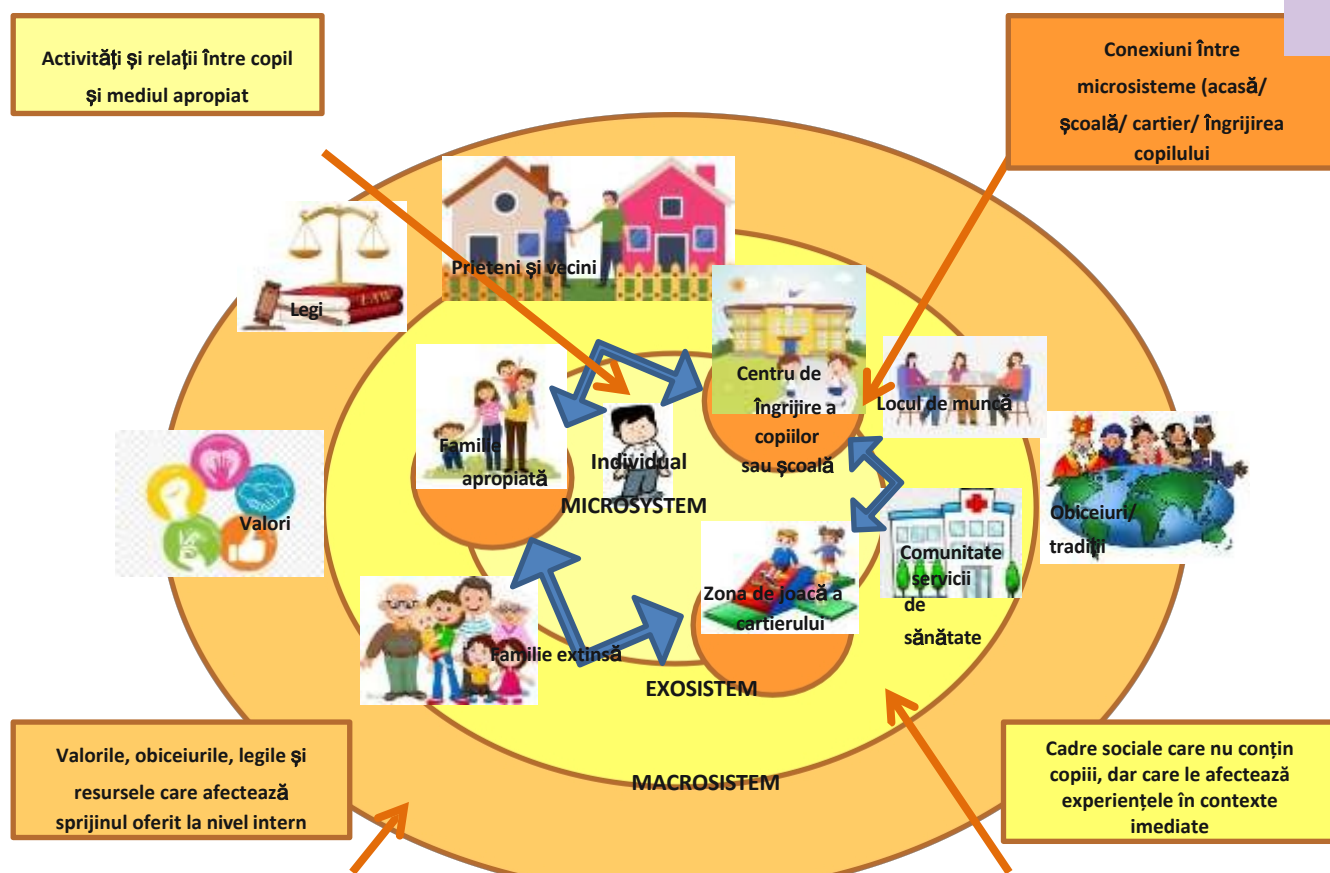 Activități și relații între copil
și mediul apropiat
Conexiuni între
microsisteme (acasă/
școală/ cartier/ îngrijirea
copilului
Prieteni și vecini
Legi
LAW
Centru de
îngrijire a
copiilor
sau școală
Locul de muncă
Familie
apropiată
Individual
MICROSYSTEM
Valori
Obiceiuri/
tradiții
Comunitate
servicii
de
sănătate
Zona de joacă a
cartierului
Familie extinsă
EXOSISTEM
MACROSISTEM
Valorile, obiceiurile, legile și
resursele care afectează
sprijinul oferit la nivel intern
Cadre sociale care nu conțin
copiii, dar care le afectează
experiențele în contexte
imediate